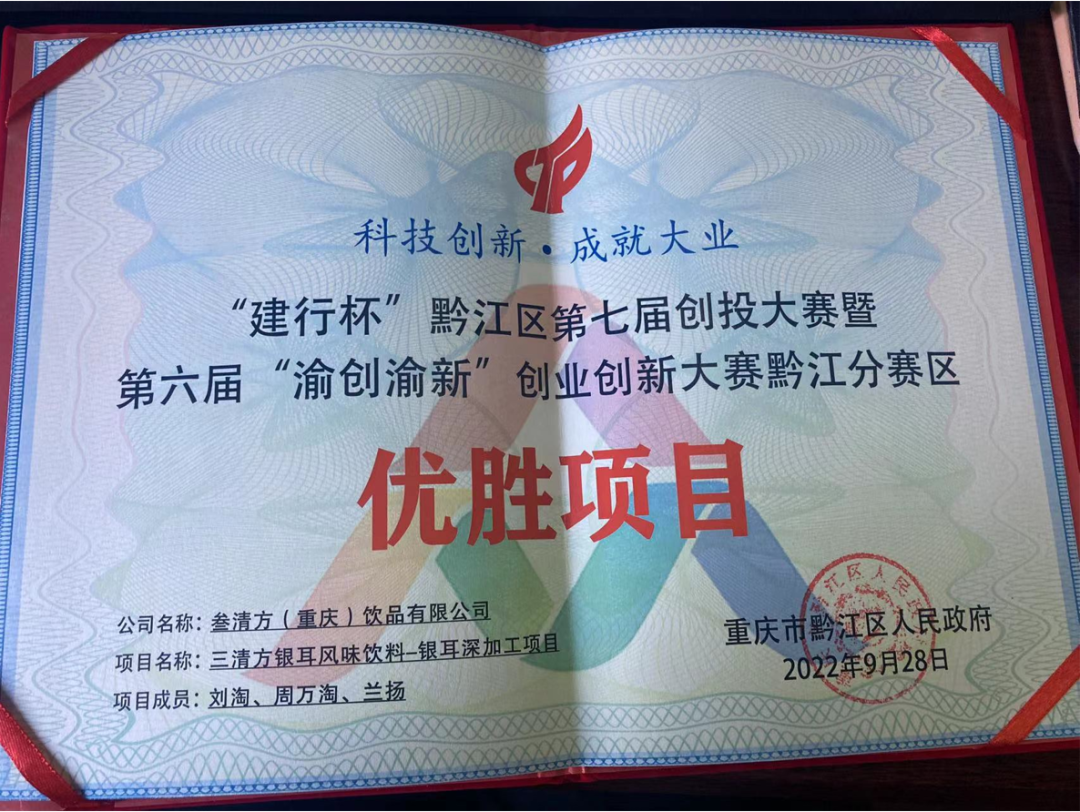 科技创新·成就大业
“建行杯”黔江区第七届创投大赛暨
第六届“渝创渝新”创业创新大赛黔江分赛区
优胜项目
公司名称：叁清方（重庆）饮品有限公司
项目名称：三清方银耳风味饮料-银耳深加工项目
项目成员：刘淘、周万淘、兰扬
重庆市黔江区人民政府
2022年9月28日